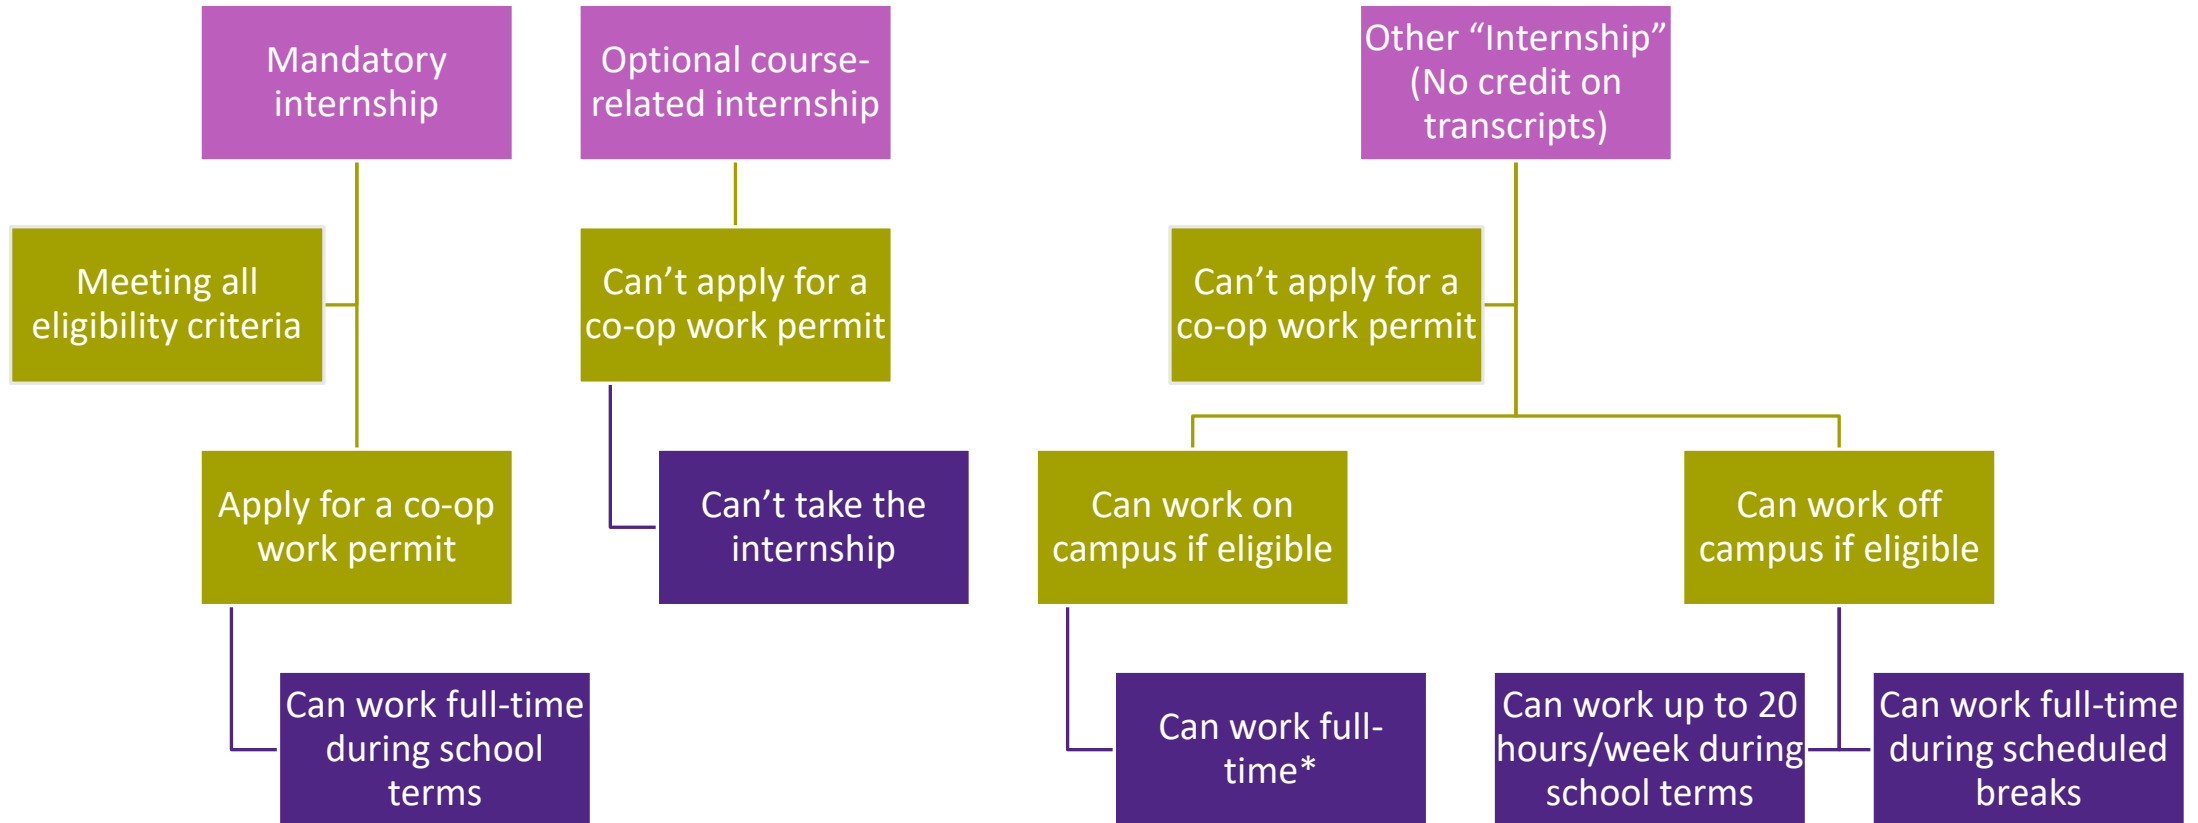 Mandatory
internship
Optional course-
related internship
Other “Internship”
(No credit on
transcripts)
Meeting all
eligibility criteria
Can’t apply for a
co-op work permit
Can’t apply for a
co-op work permit
Apply for a co-op
work permit
Can’t take the
internship
Can work on
campus if eligible
Can work off
campus if eligible
Can work full-time
during school
terms
Can work full-
time*
Can work up to 20
hours/week during
school terms
Can work full-time
during scheduled
breaks